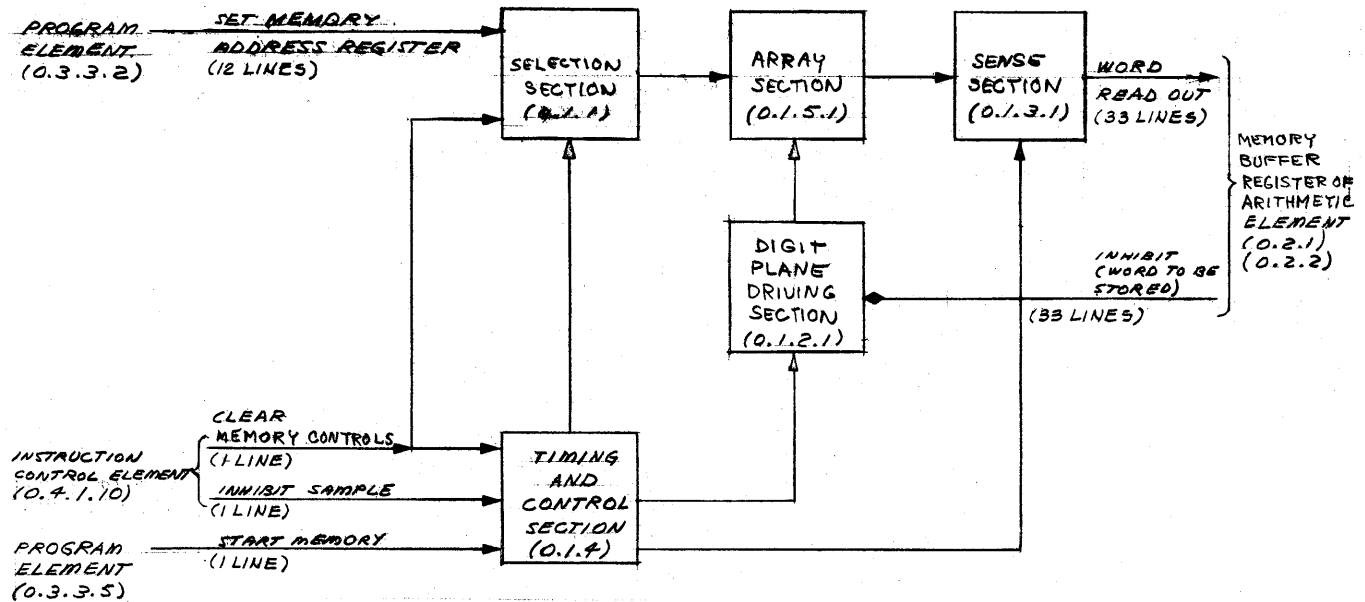 PROGRAM
ELEMENT
(0.3.3.2)
SET MEMORY
ADDRESS REGISTER
(12 LINES)
SELECTION
SECTION
ARRAY
SECTION
(0.1.5.1)
SENSE
SECTION
(0.1.3.1)
WORD
READ OUT
(33 LINES)
MEMORY
BUFFER
REGISTER OF
ARITHMETIC
ELEMENT
(0.2.1)
(0.2.2)
DIGIT
PLANE
DRIVING
SECTION
(0.1.2.1)
INHIBIT
(WORD TO BE
STORED)
(33 LINES)
INSTRUCTION
CONTROL ELEMENT
(0.4.1.10)
CLEAR
MEMORY CONTROLS
(1 LINE)
INHIBIT SAMPLE
(1 LINE)
PROGRAM
ELEMENT
(0.3.3.5)
START MEMORY
(1 LINE)
TIMING
AND
CONTROL
SECTION
(0.1.4)